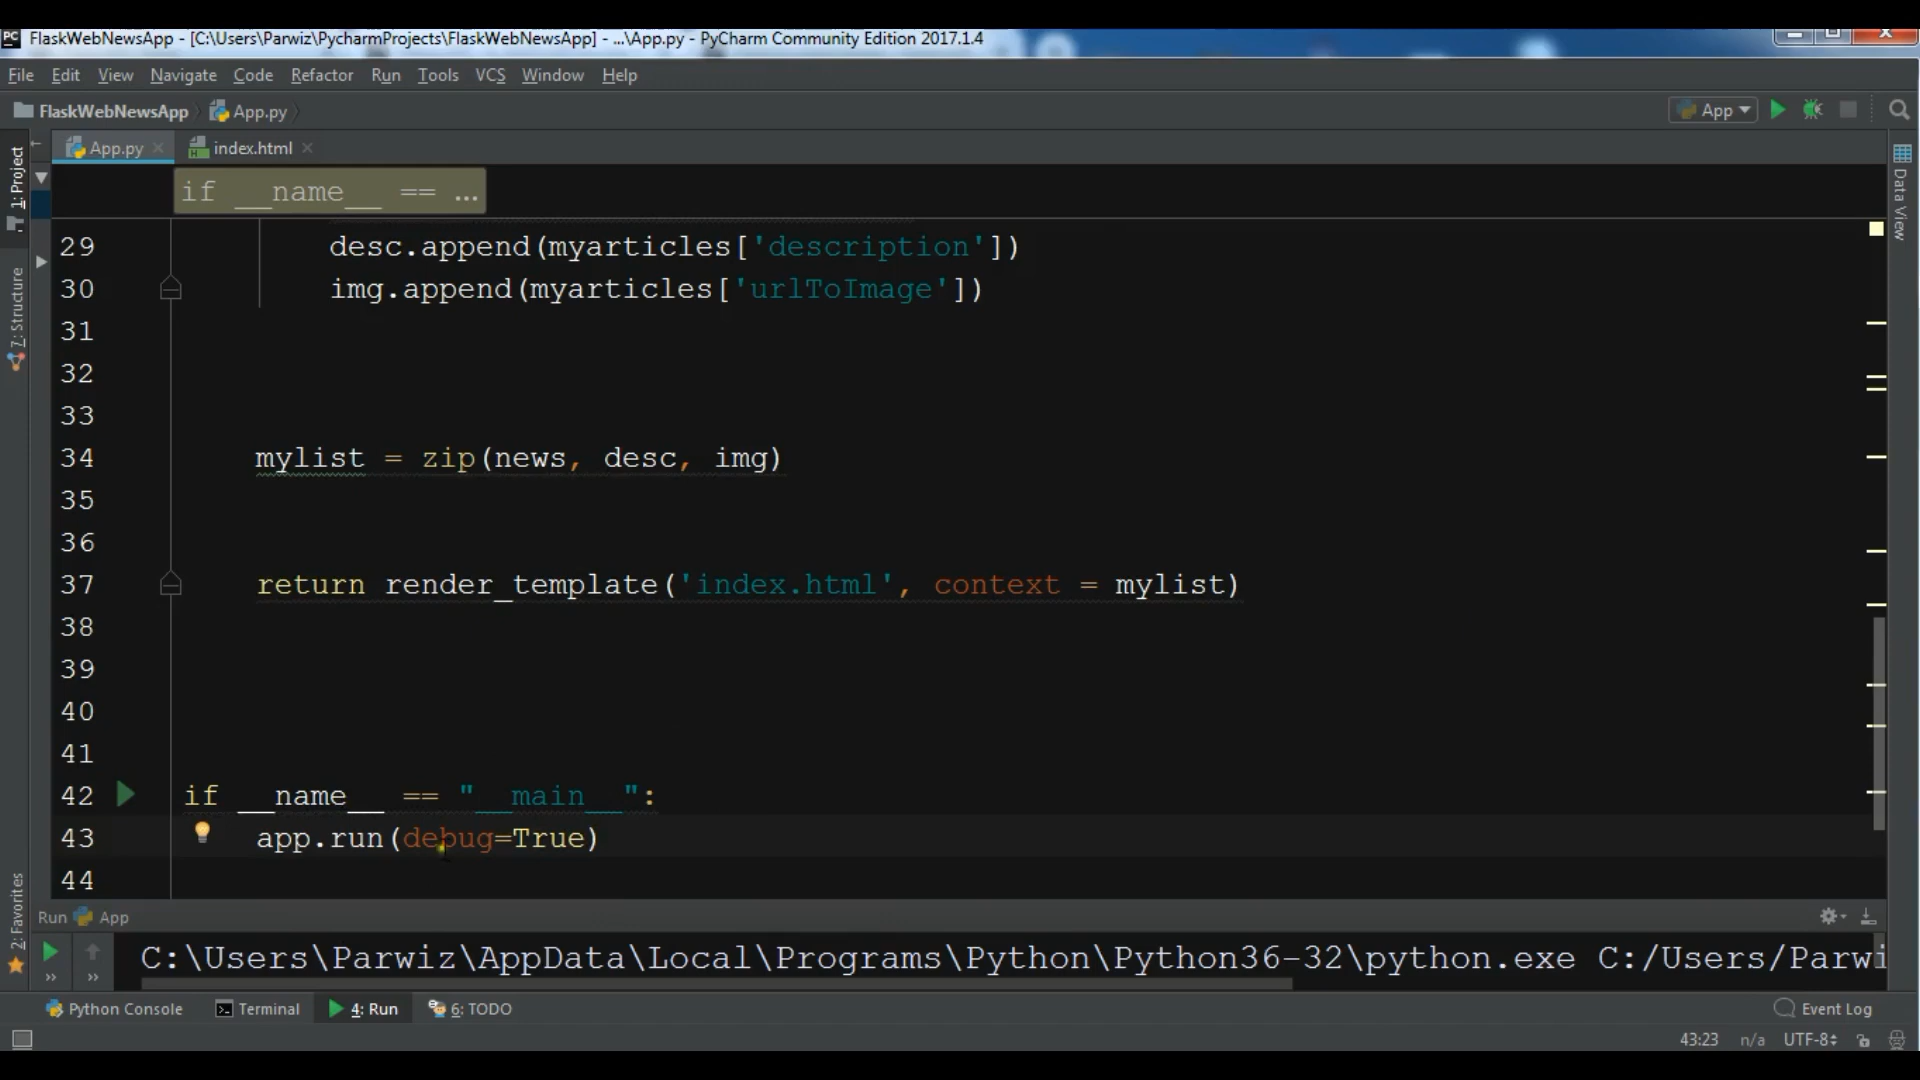 PC FlaskWebNewsApp - [C:\Users\Parwiz\PycharmProjects\FlaskWebNewsApp] - ...\App.py - PyCharm Community Edition 2017.1.4
File Edit View Navigate Code Refactor Run Tools VCS Window Help
FlaskWebNewsApp App.py App
App.py index.html
1: Project
7: Structure
2: Favorites
Data View
if __name__ == ...
29 desc.append(myarticles['description'])
30 img.append(myarticles['urlToImage'])
31
32
33
34 mylist = zip(news, desc, img)
35
36
37 return render_template('index.html', context = mylist)
38
39
40
41
42 if __name__ == "__main__":
43 app.run(debug=True)
44
Run App
C:\Users\Parwiz\AppData\Local\Programs\Python\Python36-32\python.exe C:/Users/Parwi
Python Console Terminal 4: Run 6: TODO Event Log
43:23 n/a UTF-8